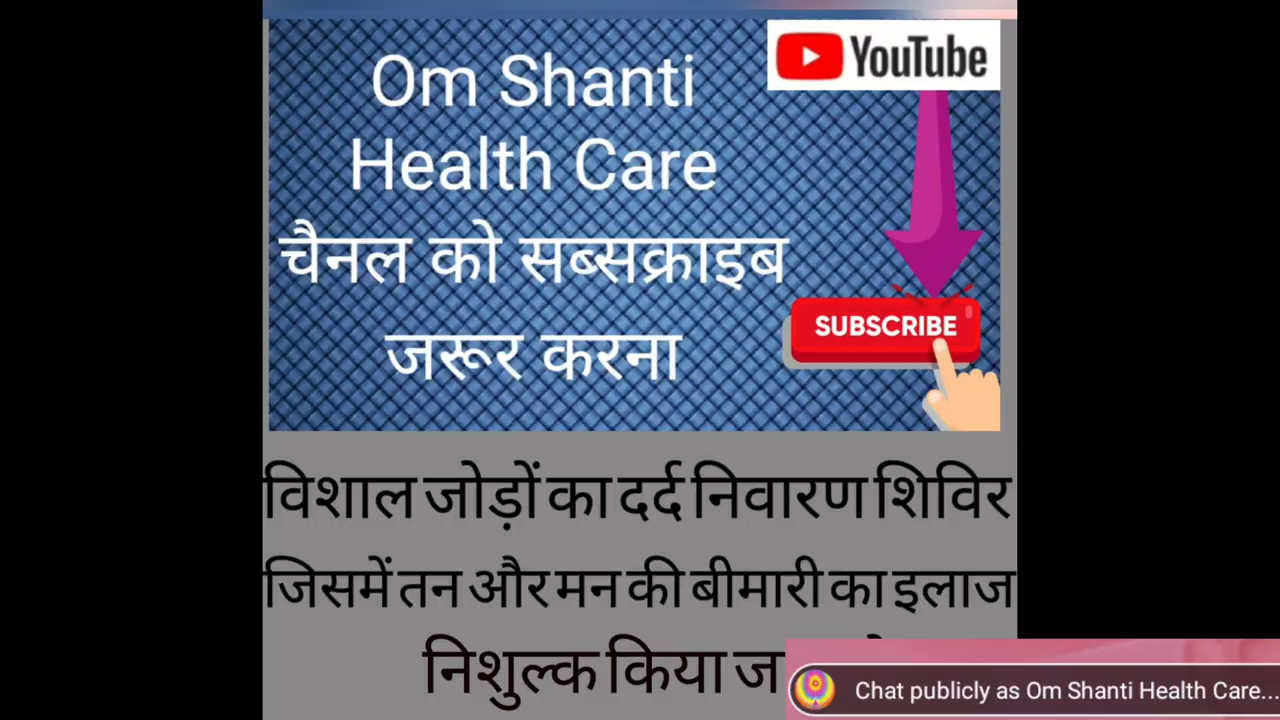 YouTube
Om Shanti
Health Care
चैनल को सब्सक्राइब
जरूर करना
SUBSCRIBE
विशाल जोड़ों का दर्द निवारण शिविर
जिसमें तन और मन की बीमारी का इलाज
निशुल्क किया
Chat publicly as Om Shanti Health Care...